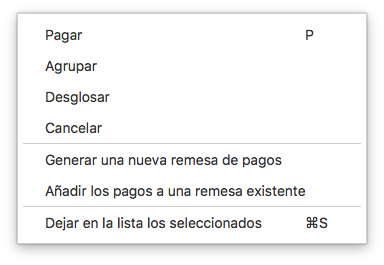 Pagar P
Agrupar
Desglosar
Cancelar
Generar una nueva remesa de pagos
Añadir los pagos a una remesa existente
Dejar en la lista los seleccionados ⌘S